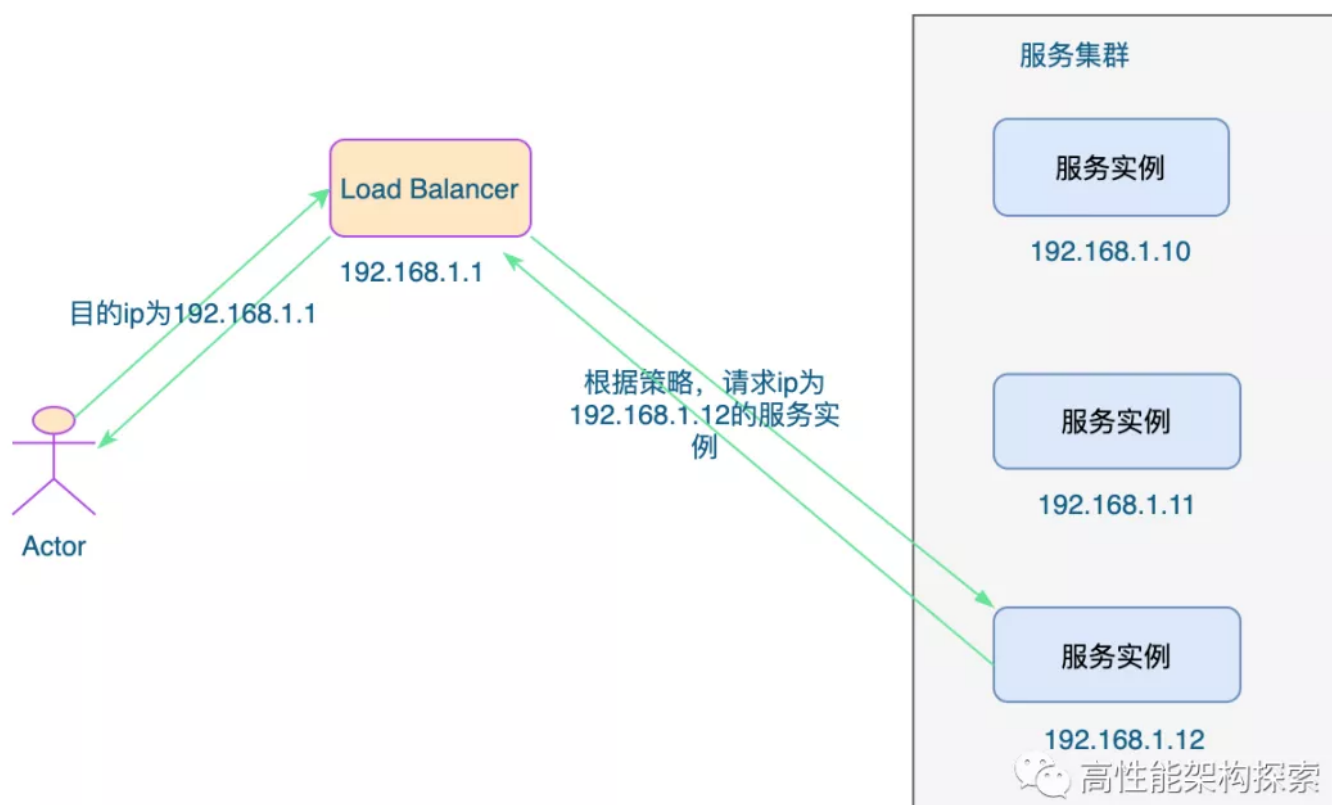 服务集群
服务实例
Load Balancer
192.168.1.10
192.168.1.1
目的ip为192.168.1.1
根据策略，请求ip为
192.168.1.12的服务实
例
服务实例
192.168.1.11
Actor
服务实例
192.168.1.12
高性能架构探索